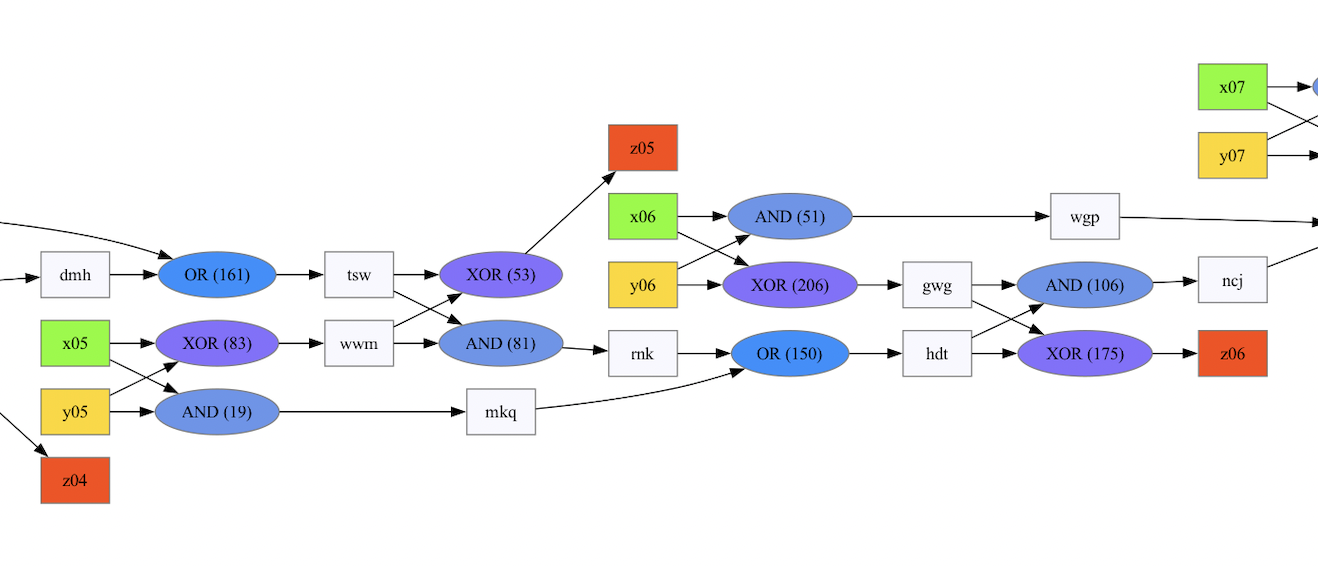 x07
z05
y07
x06
AND (51)
wgp
dmh
OR (161)
tsw
XOR (53)
y06
XOR (206)
gwg
AND (106)
ncj
x05
XOR (83)
wwm
AND (81)
rnk
OR (150)
hdt
XOR (175)
z06
y05
AND (19)
mkq
z04